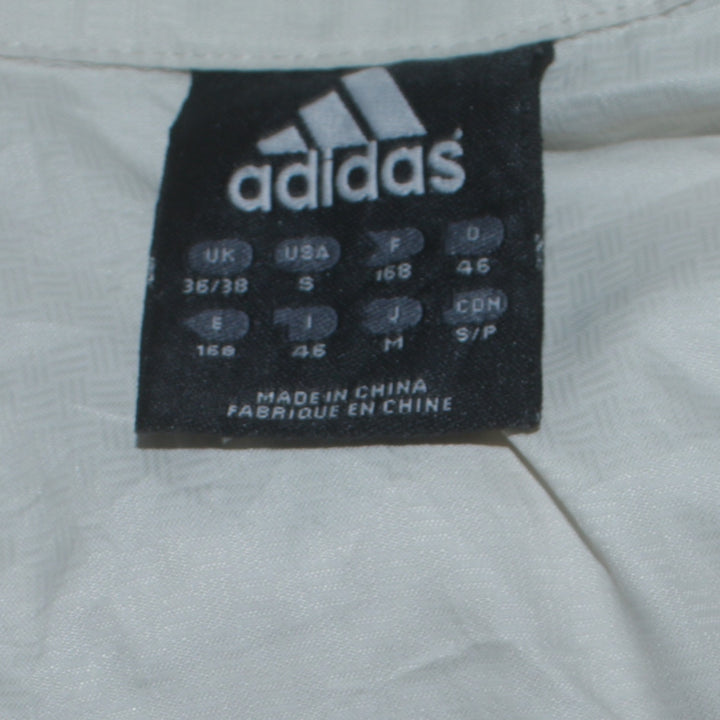 adidas
UK USA F D
36/38 S 168 46
E I J CDN
168 46 M S/P
MADE IN CHINA
FABRIQUE EN CHINE